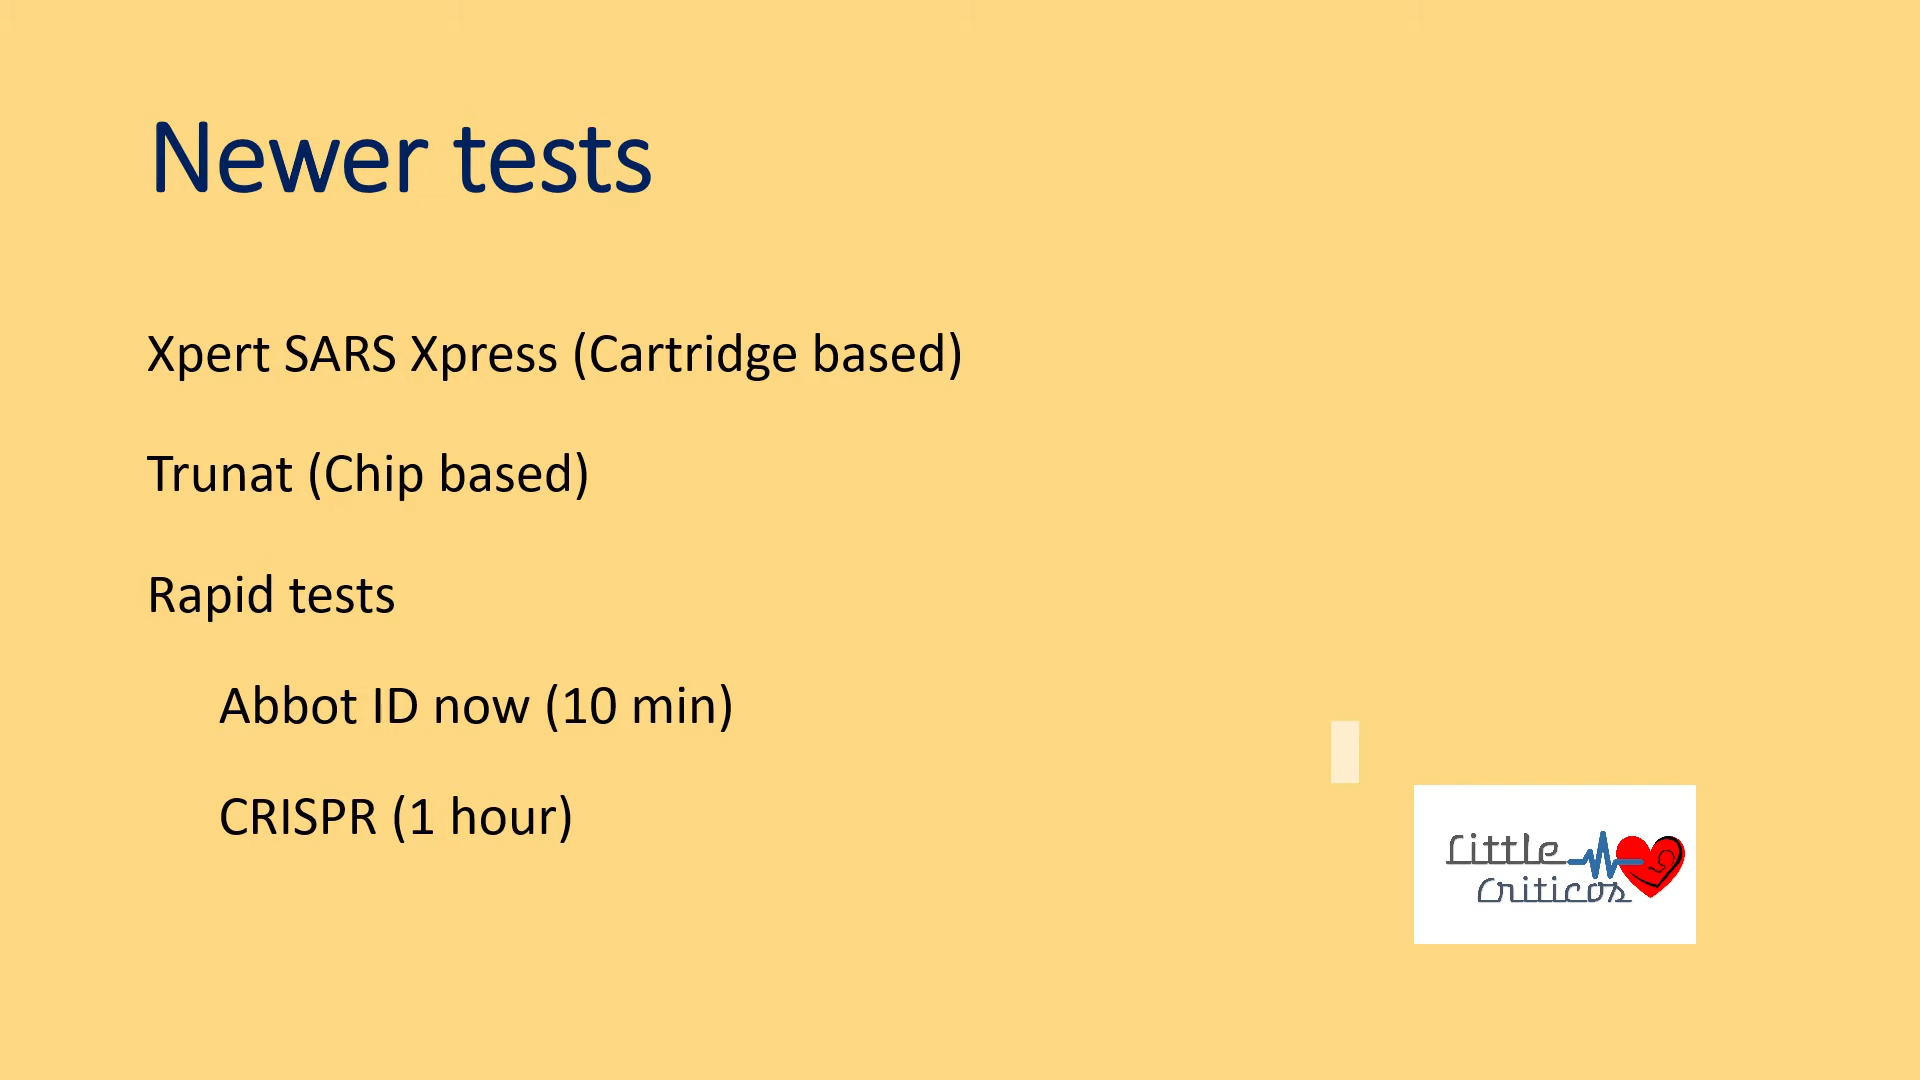 Newer tests
Xpert SARS Xpress (Cartridge based)
Trunat (Chip based)
Rapid tests
Abbot ID now (10 min)
CRISPR (1 hour)
Little
Criticos